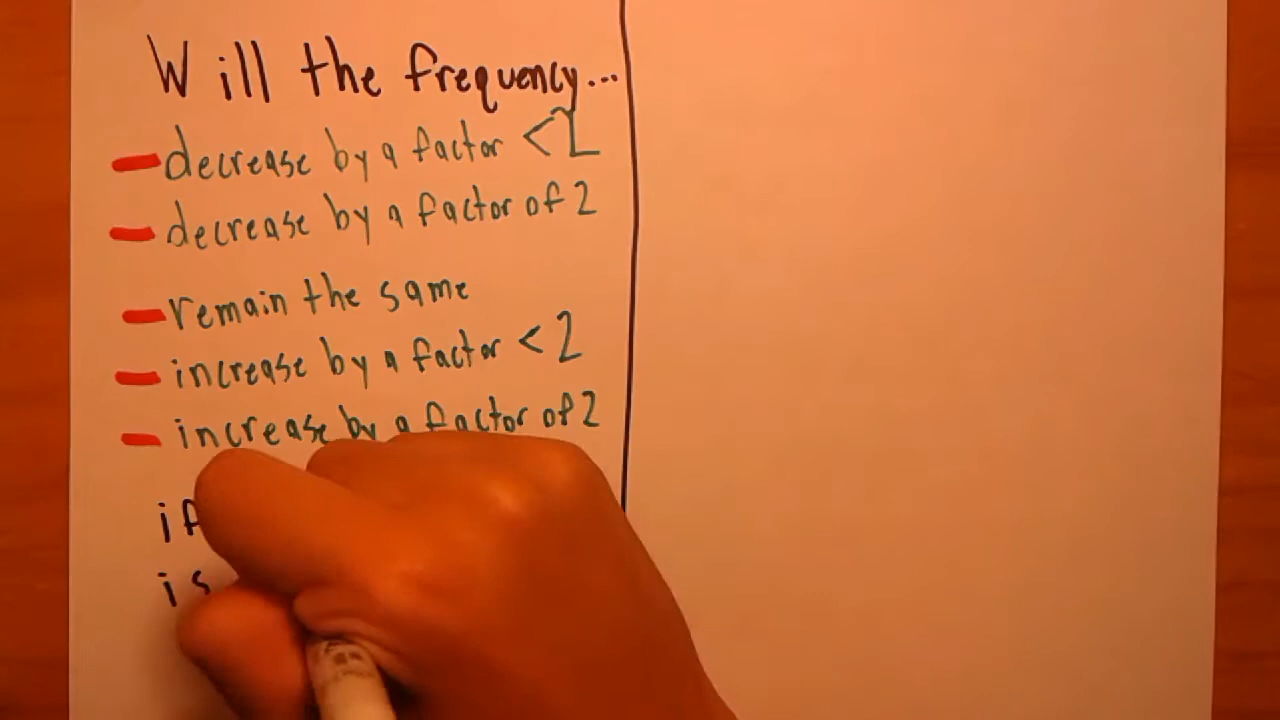 Will the frequency...
- decrease by a factor < 2
- decrease by a factor of 2
- remain the same
- increase by a factor < 2
- increase by a factor of 2
if
is